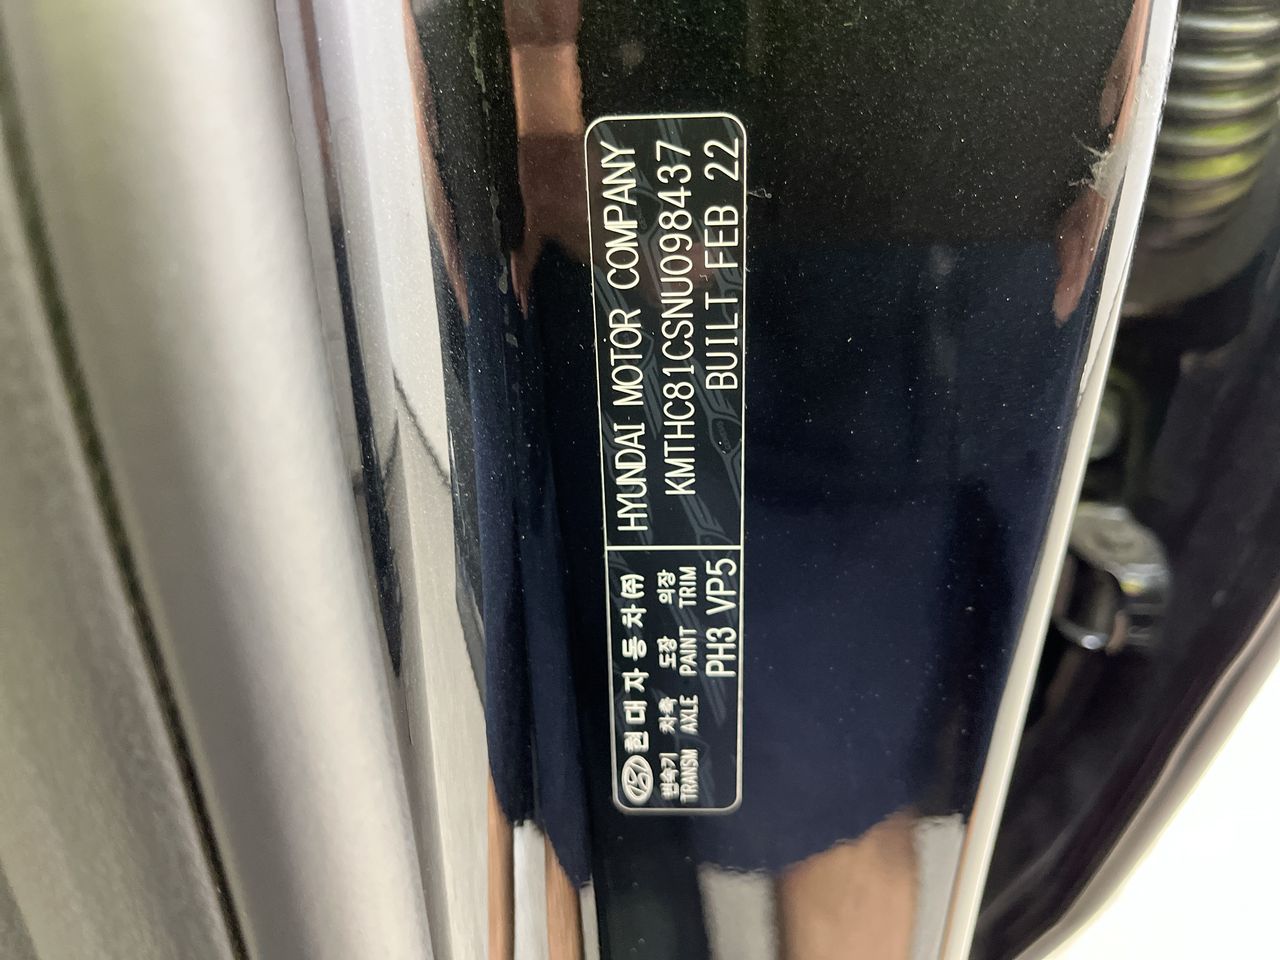 현대자동차(주)
변속기 차축 도장 의장
TRANSM AXLE PAINT TRIM
PH3 VP5
HYUNDAI MOTOR COMPANY
KMTHC81CSNU098437
BUILT FEB 22